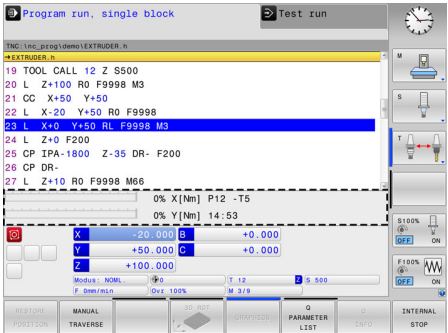 Program run, single block
Test run
TNC:\nc_prog\demo\EXTRUDER.h
→EXTRUDER.h
19 TOOL CALL 12 Z S500
20 L Z+100 R0 F9998 M3
21 CC X+50 Y+50
22 L X-20 Y+50 R0 F9998
23 L X+0 Y+50 RL F9998 M3
24 L Z+0 F200
25 CP IPA-1800 Z-35 DR- F200
26 CP DR-
27 L Z+10 R0 F9998 M66
0% X[Nm] P12 -T5
0% Y[Nm] 14:53
X -20.000 B +0.000
Y +50.000 C +0.000
Z +100.000
Modus: NOML. 0 T 12 Z S 500
F 0mm/min Ovr 100% M 3/9
M
S
T
S100%
OFF ON
F100%
OFF ON
RESTORE POSITION
MANUAL TRAVERSE
3D ROT
GRAPHICS
Q PARAMETER LIST
Q INFO
INTERNAL STOP